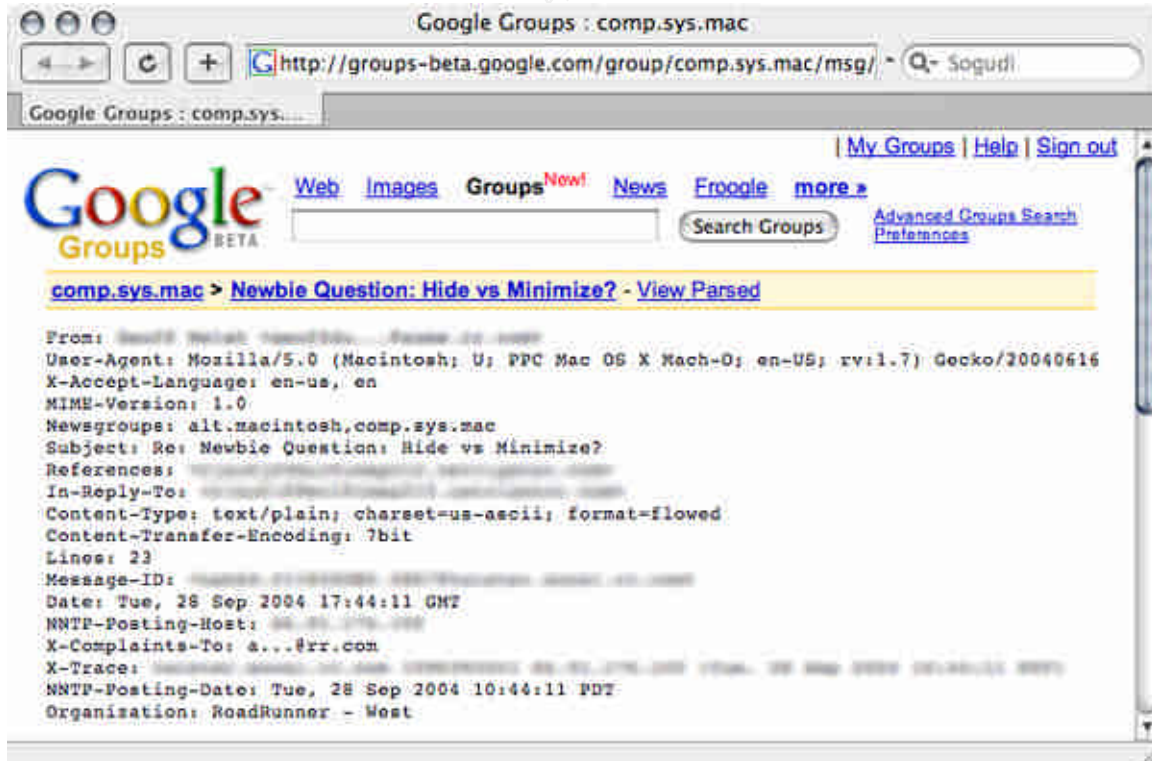 Google Groups : comp.sys.mac
http://groups-beta.google.com/group/comp.sys.mac/msg/ Q- Sogudi
Google Groups : comp.sys....
| My Groups | Help | Sign out
Google Groups BETA
Web Images Groups New! News Froogle more »
Search Groups Advanced Groups Search
Preferences
comp.sys.mac > Newbie Question: Hide vs Minimize? - View Parsed
From:
User-Agent: Mozilla/5.0 (Macintosh; U; PPC Mac OS X Mach-O; en-US; rv:1.7) Gecko/20040616
X-Accept-Language: en-us, en
MIME-Version: 1.0
Newsgroups: alt.macintosh,comp.sys.mac
Subject: Re: Newbie Question: Hide vs Minimize?
References:
In-Reply-To:
Content-Type: text/plain; charset=us-ascii; format=flowed
Content-Transfer-Encoding: 7bit
Lines: 23
Message-ID:
Date: Tue, 28 Sep 2004 17:44:11 GMT
NNTP-Posting-Host:
X-Complaints-To: a...@rr.com
X-Trace:
NNTP-Posting-Date: Tue, 28 Sep 2004 10:44:11 PDT
Organization: RoadRunner - West